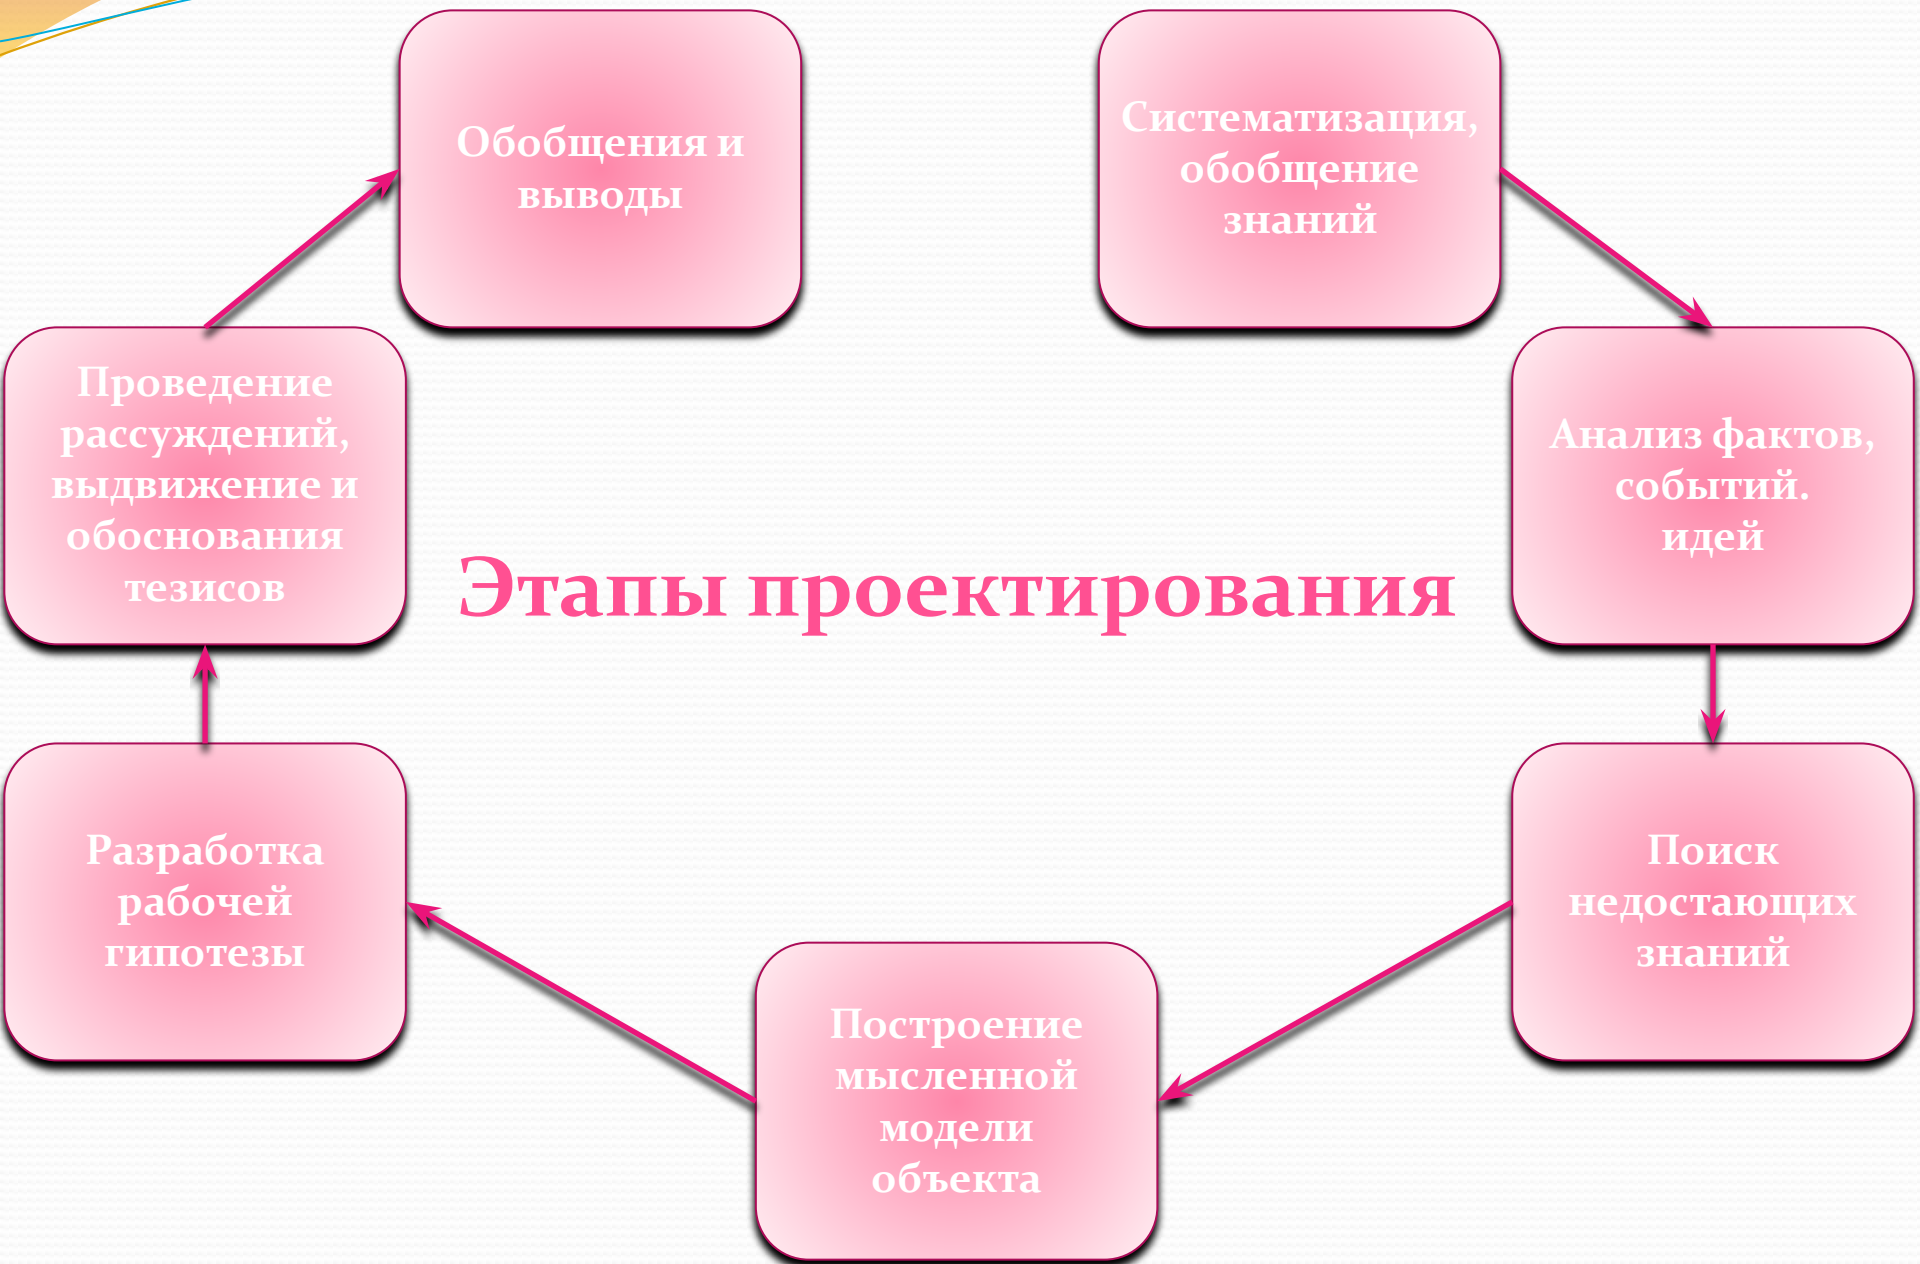 Обобщения и
выводы
Систематизация,
обобщение
знаний
Проведение
рассуждений,
выдвижение и
обоснования
тезисов
Анализ фактов,
событий.
идей
Этапы проектирования
Разработка
рабочей
гипотезы
Поиск
недостающих
знаний
Построение
мысленной
модели
объекта